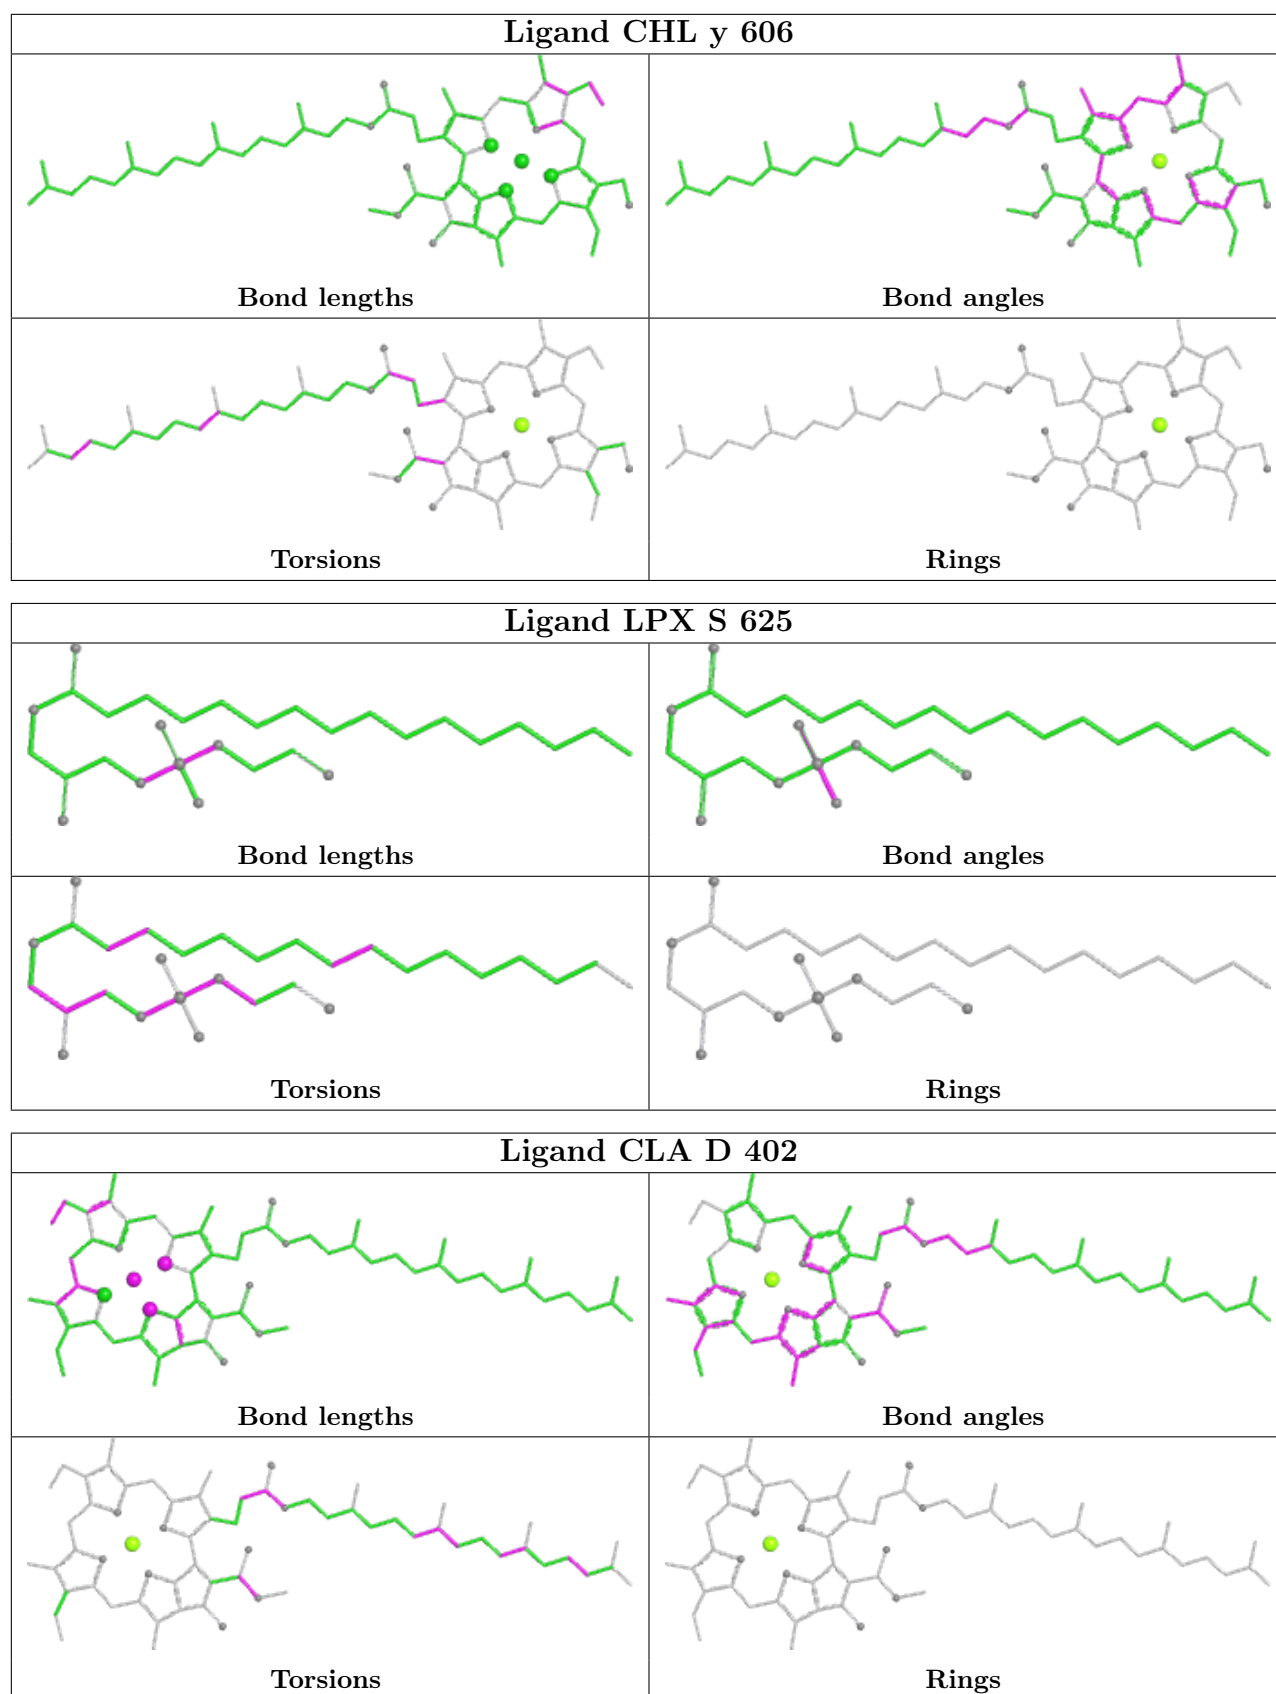 Ligand CHL y 606
Bond lengths
Bond angles
Torsions
Rings
Ligand LPX S 625
Bond lengths
Bond angles
Torsions
Rings
Ligand CLA D 402
Bond lengths
Bond angles
Torsions
Rings